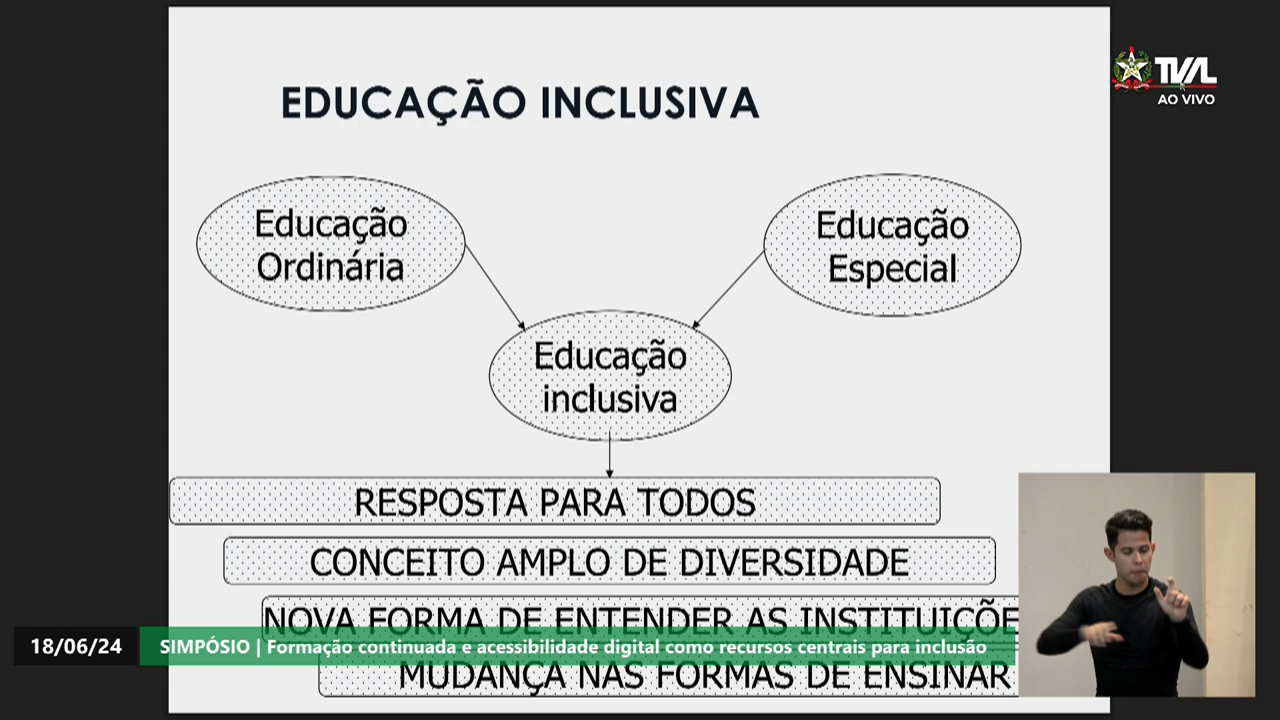 EDUCAÇÃO INCLUSIVA
TVAL
AO VIVO
Educação
Ordinária
Educação
Especial
Educação
inclusiva
RESPOSTA PARA TODOS
CONCEITO AMPLO DE DIVERSIDADE
NOVA FORMA DE ENTENDER AS INSTITUIÇÕE
18/06/24
SIMPÓSIO | Formação continuada e acessibilidade digital como recursos centrais para inclusão
MUDANÇA NAS FORMAS DE ENSINAR